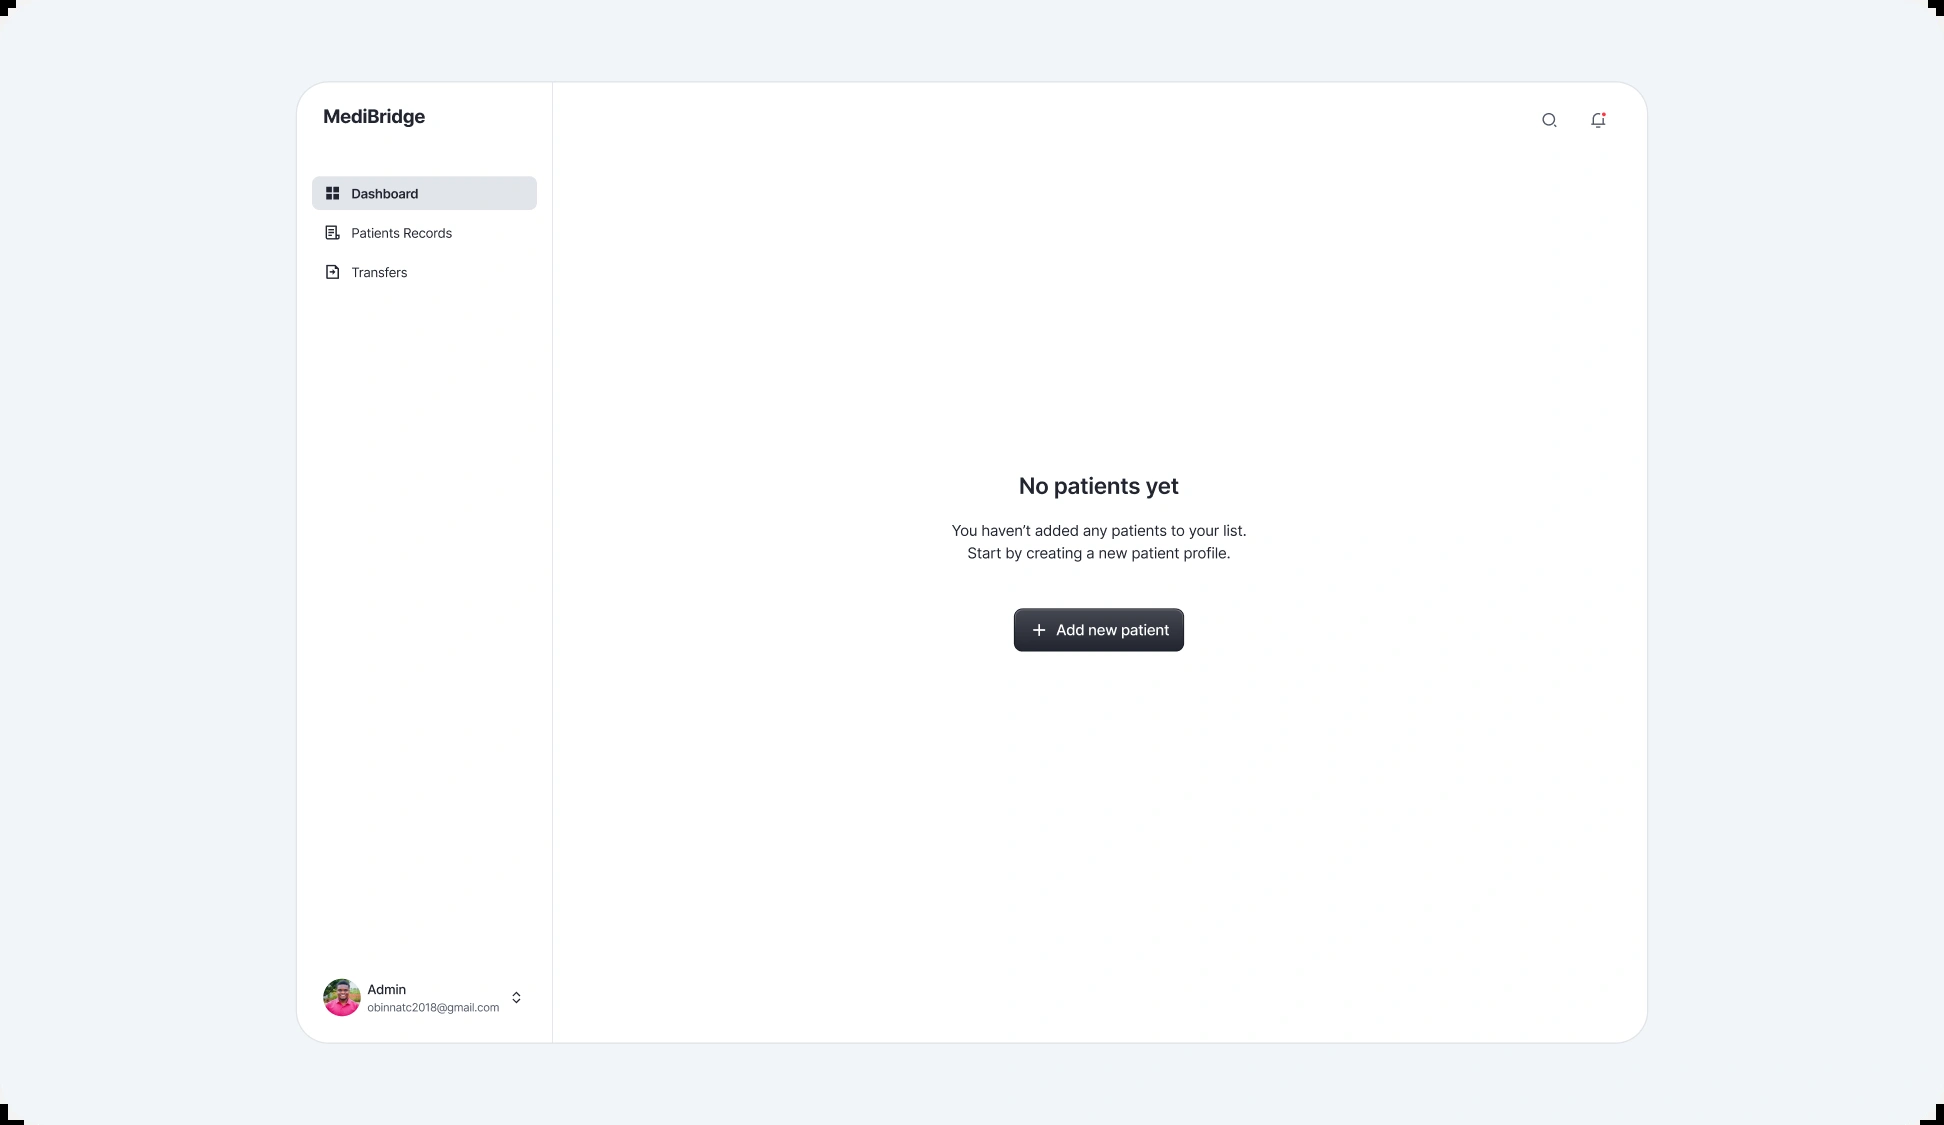 MediBridge
Dashboard
Patients Records
Transfers
No patients yet
You haven’t added any patients to your list.
Start by creating a new patient profile.
Add new patient
Admin
obinnatc2018@gmail.com